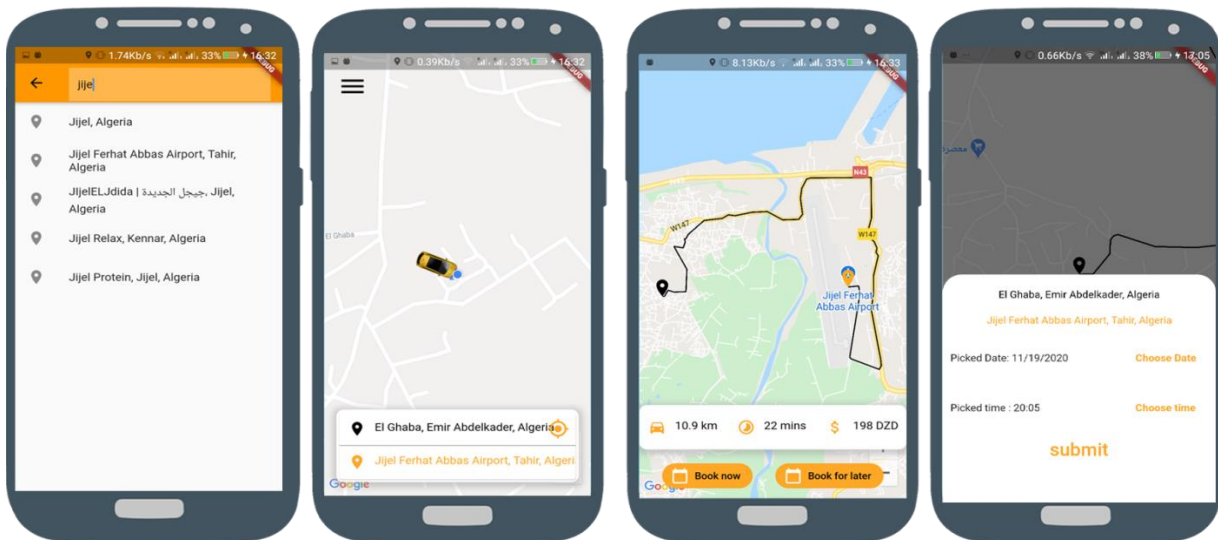 1.74Kb/s 33% 16:32
DEBUG
jije
Jijel, Algeria
Jijel Ferhat Abbas Airport, Tahir,
Algeria
JIjelELJdida | جيجل الجديدة، Jijel,
Algeria
Jijel Relax, Kennar, Algeria
Jijel Protein, Jijel, Algeria
0.39Kb/s 33% 16:32
El Ghaba
El Ghaba, Emir Abdelkader, Algeria
Jijel Ferhat Abbas Airport, Tahir, Algeri
Google
8.13Kb/s 33% 16:33
N43
W147
W147
Jijel Ferhat
Abbas Airport
10.9 km 22 mins $ 198 DZD
Book now Book for later
Goo
0.66Kb/s 38% 17:05
معصرة
El Ghaba, Emir Abdelkader, Algeria
Jijel Ferhat Abbas Airport, Tahir, Algeria
Picked Date: 11/19/2020 Choose Date
Picked time : 20:05 Choose time
submit